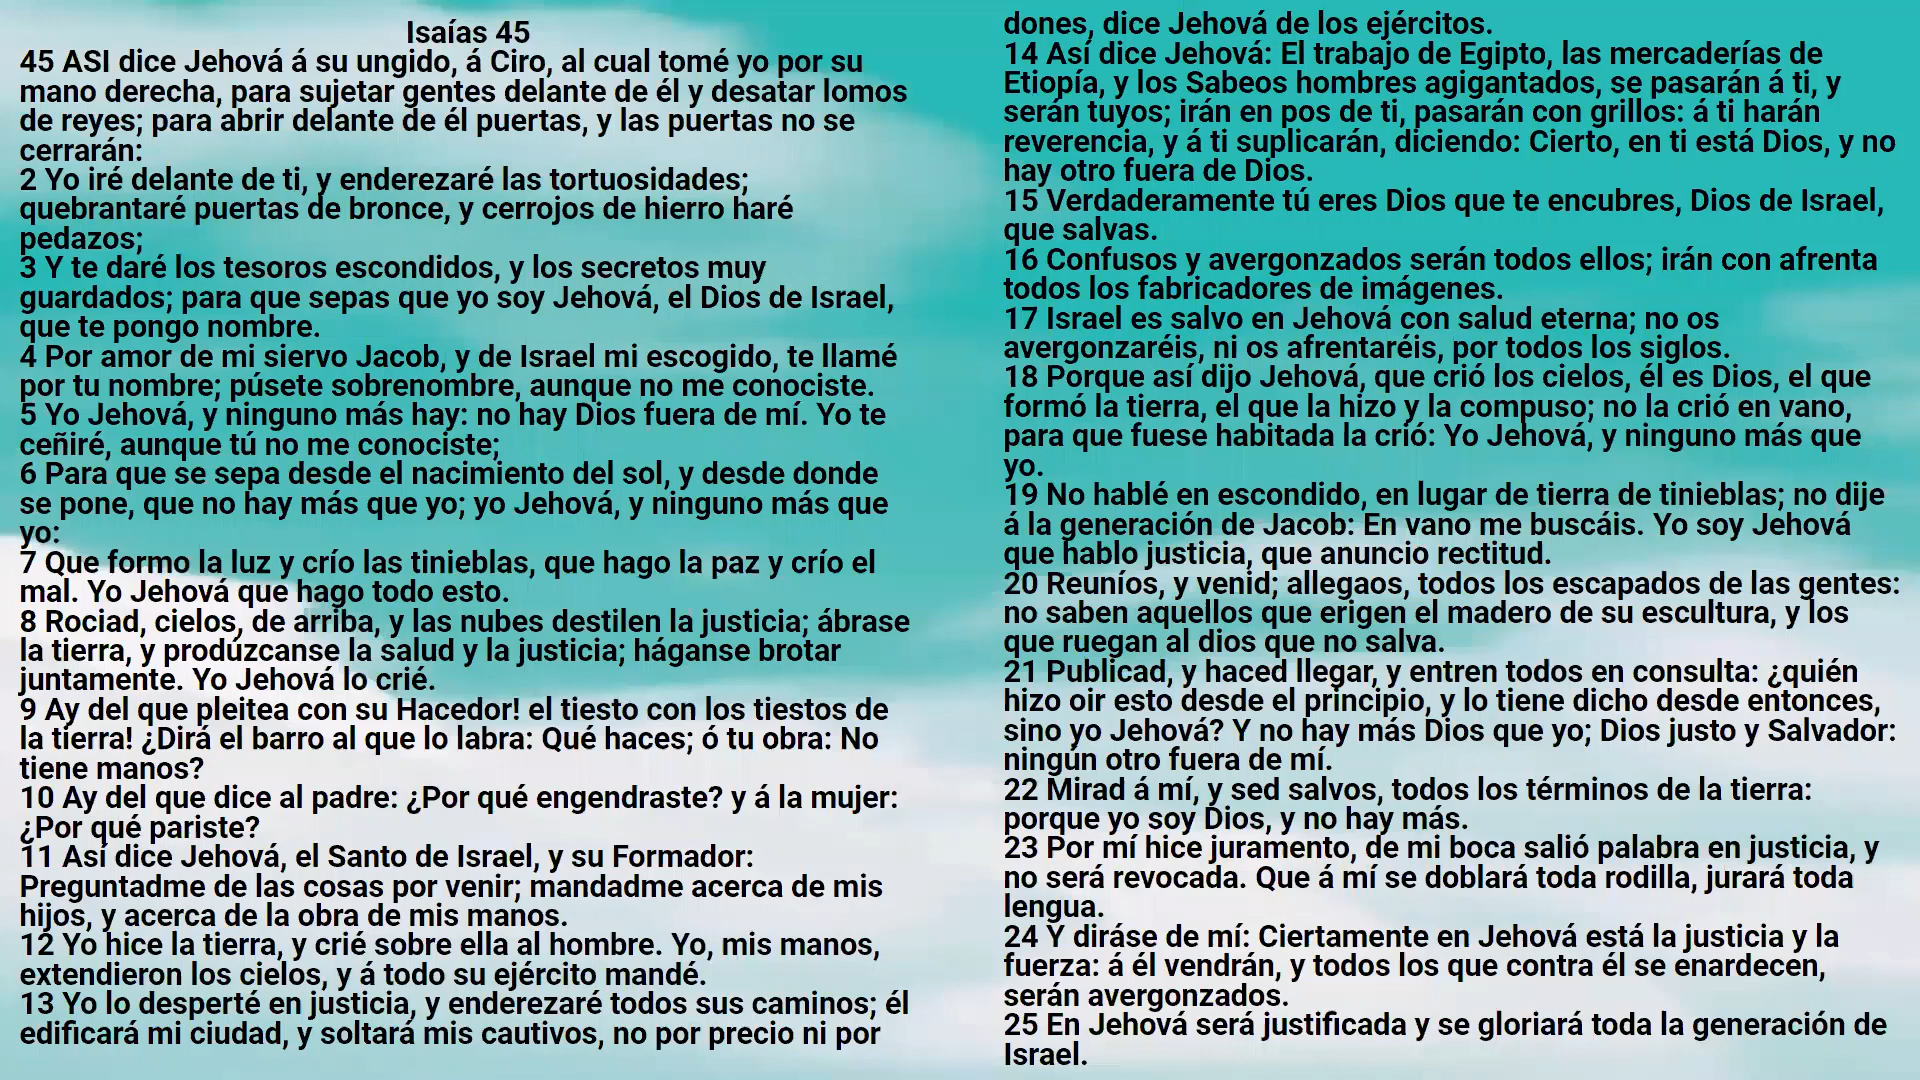 Isaías 45
45 ASI dice Jehová á su ungido, á Ciro, al cual tomé yo por su
mano derecha, para sujetar gentes delante de él y desatar lomos
de reyes; para abrir delante de él puertas, y las puertas no se
cerrarán:
2 Yo iré delante de ti, y enderezaré las tortuosidades;
quebrantaré puertas de bronce, y cerrojos de hierro haré
pedazos;
3 Y te daré los tesoros escondidos, y los secretos muy
guardados; para que sepas que yo soy Jehová, el Dios de Israel,
que te pongo nombre.
4 Por amor de mi siervo Jacob, y de Israel mi escogido, te llamé
por tu nombre; púsete sobrenombre, aunque no me conociste.
5 Yo Jehová, y ninguno más hay: no hay Dios fuera de mí. Yo te
ceñiré, aunque tú no me conociste;
6 Para que se sepa desde el nacimiento del sol, y desde donde
se pone, que no hay más que yo; yo Jehová, y ninguno más que
yo:
7 Que formo la luz y crío las tinieblas, que hago la paz y crío el
mal. Yo Jehová que hago todo esto.
8 Rociad, cielos, de arriba, y las nubes destilen la justicia; ábrase
la tierra, y prodúzcanse la salud y la justicia; háganse brotar
juntamente. Yo Jehová lo crié.
9 Ay del que pleitea con su Hacedor! el tiesto con los tiestos de
la tierra! ¿Dirá el barro al que lo labra: Qué haces; ó tu obra: No
tiene manos?
10 Ay del que dice al padre: ¿Por qué engendraste? y á la mujer:
¿Por qué pariste?
11 Así dice Jehová, el Santo de Israel, y su Formador:
Preguntadme de las cosas por venir; mandadme acerca de mis
hijos, y acerca de la obra de mis manos.
12 Yo hice la tierra, y crié sobre ella al hombre. Yo, mis manos,
extendieron los cielos, y á todo su ejército mandé.
13 Yo lo desperté en justicia, y enderezaré todos sus caminos; él
edificará mi ciudad, y soltará mis cautivos, no por precio ni por
dones, dice Jehová de los ejércitos.
14 Así dice Jehová: El trabajo de Egipto, las mercaderías de
Etiopía, y los Sabeos hombres agigantados, se pasarán á ti, y
serán tuyos; irán en pos de ti, pasarán con grillos: á ti harán
reverencia, y á ti suplicarán, diciendo: Cierto, en ti está Dios, y no
hay otro fuera de Dios.
15 Verdaderamente tú eres Dios que te encubres, Dios de Israel,
que salvas.
16 Confusos y avergonzados serán todos ellos; irán con afrenta
todos los fabricadores de imágenes.
17 Israel es salvo en Jehová con salud eterna; no os
avergonzaréis, ni os afrentaréis, por todos los siglos.
18 Porque así dijo Jehová, que crió los cielos, él es Dios, el que
formó la tierra, el que la hizo y la compuso; no la crió en vano,
para que fuese habitada la crió: Yo Jehová, y ninguno más que
yo.
19 No hablé en escondido, en lugar de tierra de tinieblas; no dije
á la generación de Jacob: En vano me buscáis. Yo soy Jehová
que hablo justicia, que anuncio rectitud.
20 Reuníos, y venid; allegaos, todos los escapados de las gentes:
no saben aquellos que erigen el madero de su escultura, y los
que ruegan al dios que no salva.
21 Publicad, y haced llegar, y entren todos en consulta: ¿quién
hizo oir esto desde el principio, y lo tiene dicho desde entonces,
sino yo Jehová? Y no hay más Dios que yo; Dios justo y Salvador:
ningún otro fuera de mí.
22 Mirad á mí, y sed salvos, todos los términos de la tierra:
porque yo soy Dios, y no hay más.
23 Por mí hice juramento, de mi boca salió palabra en justicia, y
no será revocada. Que á mí se doblará toda rodilla, jurará toda
lengua.
24 Y diráse de mí: Ciertamente en Jehová está la justicia y la
fuerza: á él vendrán, y todos los que contra él se enardecen,
serán avergonzados.
25 En Jehová será justificada y se gloriará toda la generación de
Israel.